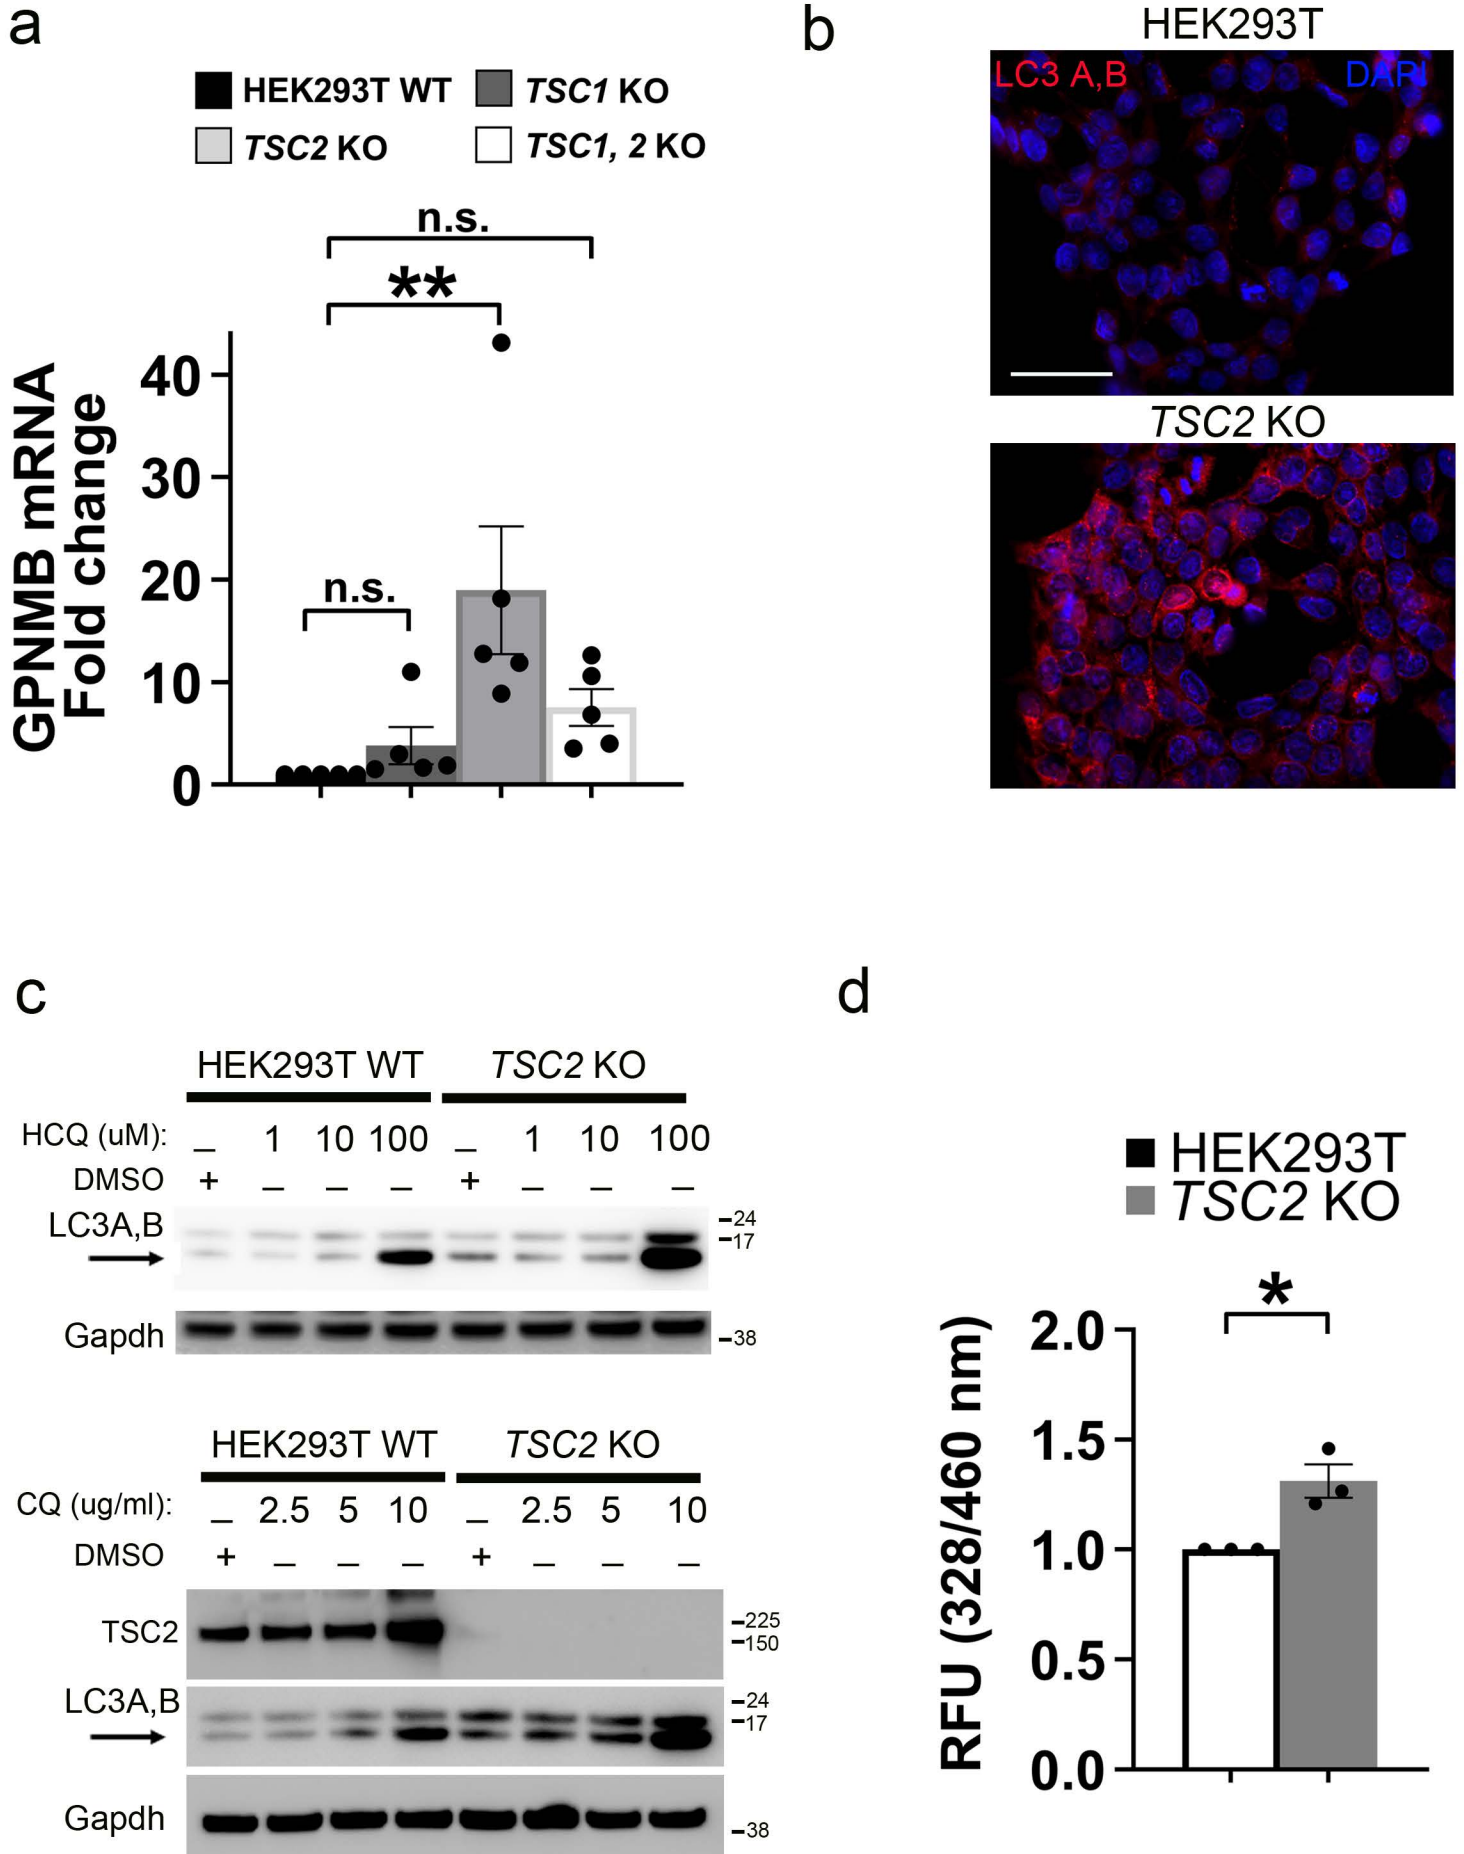 a
HEK293T WT
TSC1 KO
TSC2 KO
TSC1, 2 KO
n.s.
**
n.s.
GPNMB mRNA
Fold change
40
30
20
10
0
b
HEK293T
LC3 A,B
DAPI
TSC2 KO
c
HEK293T WT
TSC2 KO
HCQ (uM):
_ 1 10 100 _ 1 10 100
DMSO
+ _ _ _ + _ _ _
LC3A,B
–24
–17
Gapdh
–38
HEK293T WT
TSC2 KO
CQ (ug/ml):
_ 2.5 5 10 _ 2.5 5 10
DMSO
+ _ _ _ + _ _ _
TSC2
–225
–150
LC3A,B
–24
–17
Gapdh
–38
d
HEK293T
TSC2 KO
*
RFU (328/460 nm)
2.0
1.5
1.0
0.5
0.0